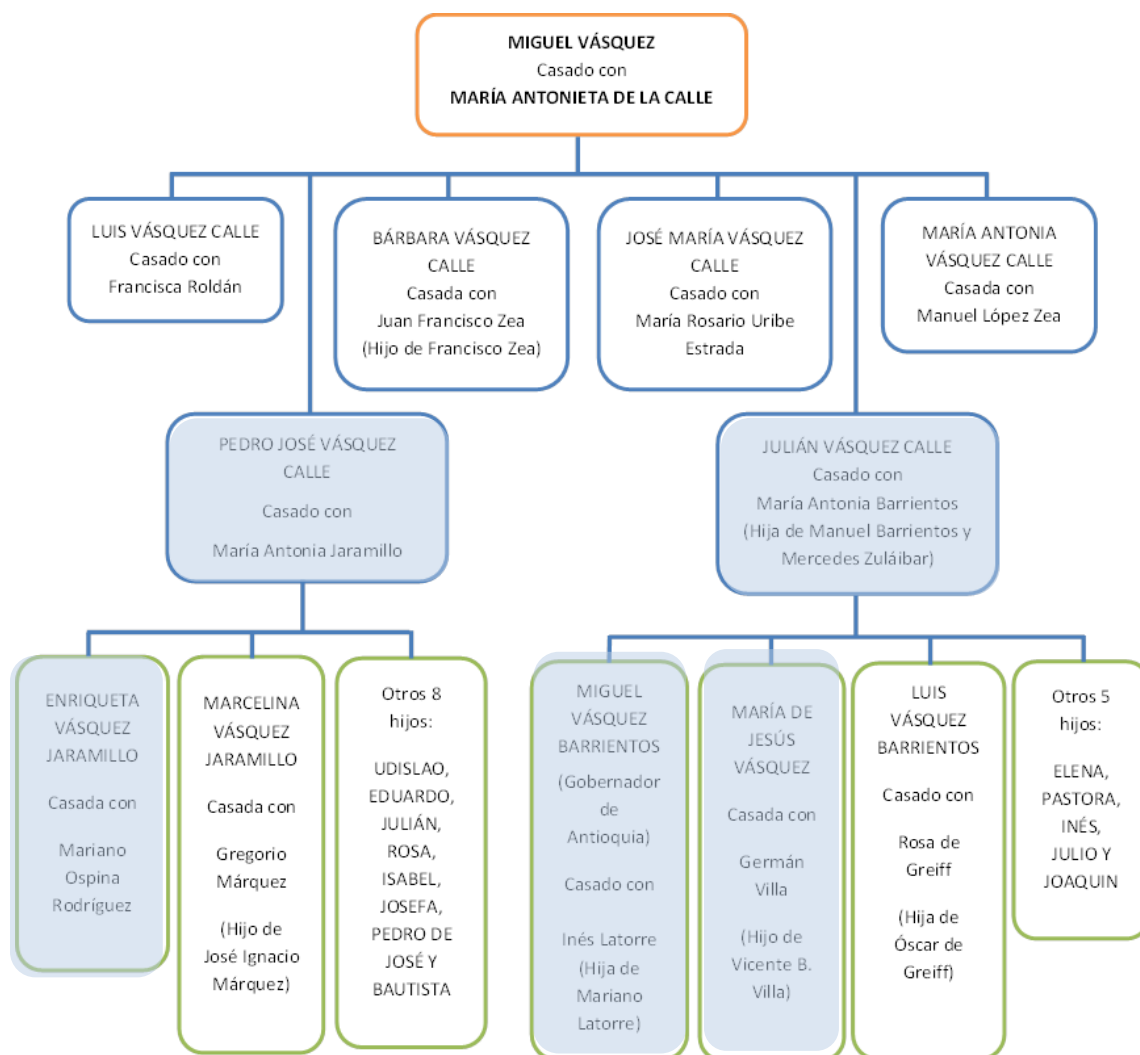 MIGUEL VÁSQUEZ
Casado con
MARÍA ANTONIETA DE LA CALLE
LUIS VÁSQUEZ CALLE
Casado con
Francisca Roldán
BÁRBARA VÁSQUEZ
CALLE
Casada con
Juan Francisco Zea
(Hijo de Francisco Zea)
JOSÉ MARÍA VÁSQUEZ
CALLE
Casado con
María Rosario Uribe
Estrada
MARÍA ANTONIA
VÁSQUEZ CALLE
Casada con
Manuel López Zea
PEDRO JOSÉ VÁSQUEZ
CALLE
Casado con
María Antonia Jaramillo
JULIÁN VÁSQUEZ CALLE
Casado con
María Antonia Barrientos
(Hija de Manuel Barrientos y
Mercedes Zuláibar)
ENRIQUETA
VÁSQUEZ
JARAMILLO
Casada con
Mariano
Ospina
Rodríguez
MARCELINA
VÁSQUEZ
JARAMILLO
Casada con
Gregorio
Márquez
(Hijo de
José Ignacio
Márquez)
Otros 8
hijos:
UDISLAO,
EDUARDO,
JULIÁN,
ROSA,
ISABEL,
JOSEFA,
PEDRO DE
JOSÉ Y
BAUTISTA
MIGUEL
VÁSQUEZ
BARRIENTOS
(Gobernador
de
Antioquia)
Casado con
Inés Latorre
(Hija de
Mariano
Latorre)
MARÍA DE
JESÚS
VÁSQUEZ
Casada con
Germán
Villa
(Hijo de
Vicente B.
Villa)
LUIS
VÁSQUEZ
BARRIENTOS
Casado con
Rosa de
Greiff
(Hija de
Óscar de
Greiff)
Otros 5
hijos:
ELENA,
PASTORA,
INÉS,
JULIO Y
JOAQUIN